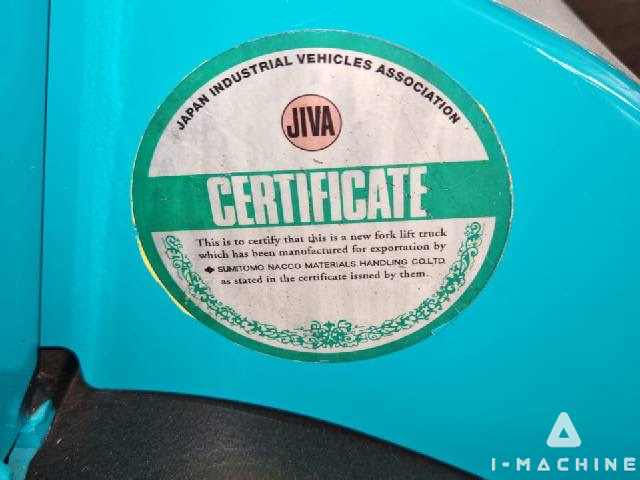 JAPAN INDUSTRIAL VEHICLES ASSOCIATION
JIVA
CERTIFICATE
This is to certify that this is a new fork lift truck
which has been manufactured for exportation by
◆ SUMITOMO NACCO MATERIALS HANDLING CO.LTD.
as stated in the certificate issued by them.
I-MACHINE